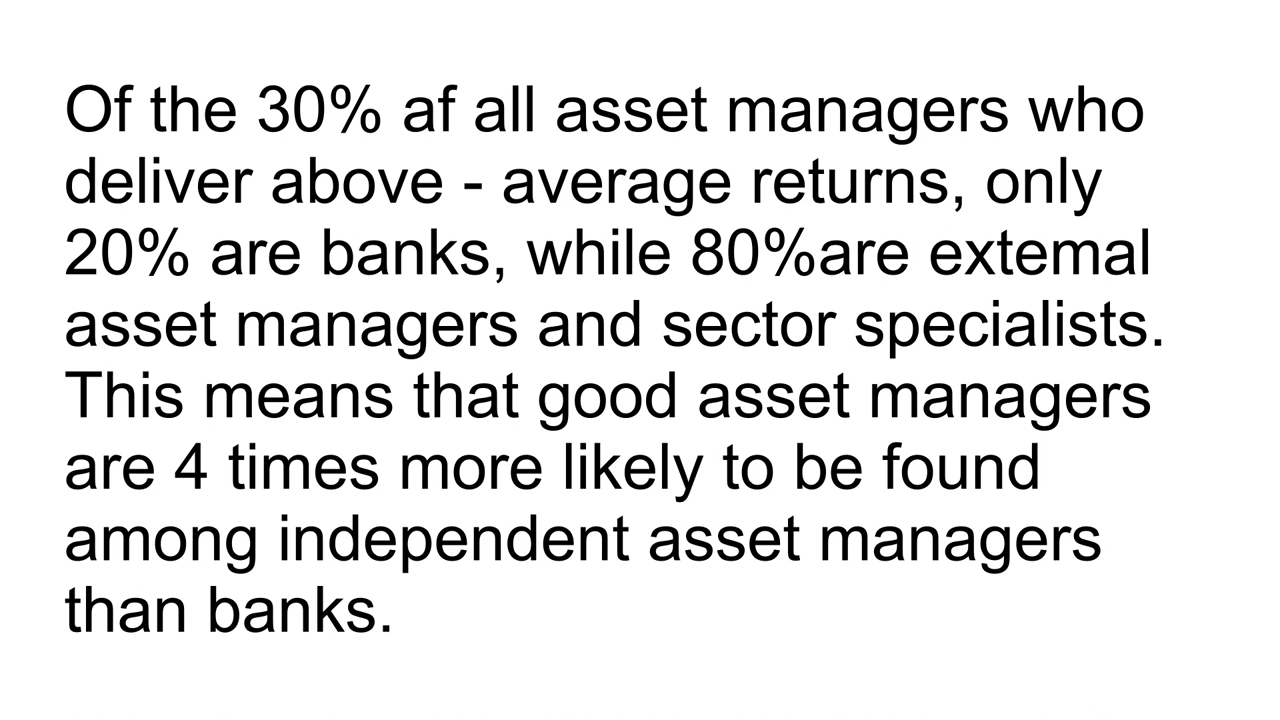 Of the 30% af all asset managers who
deliver above - average returns, only
20% are banks, while 80%are extemal
asset managers and sector specialists.
This means that good asset managers
are 4 times more likely to be found
among independent asset managers
than banks.